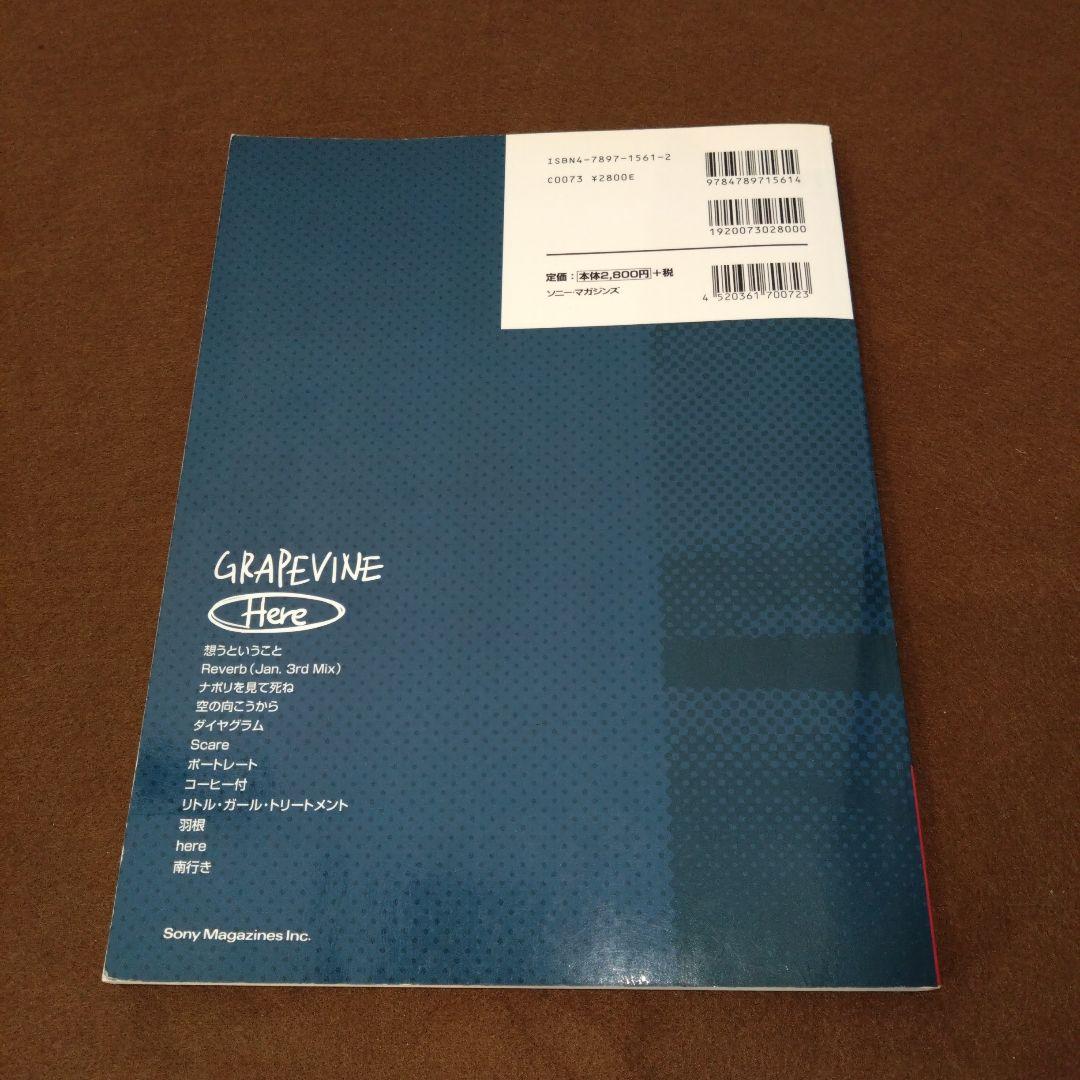 ISBN4-7897-1561-2
C0073 ¥2800E
9784789715614
1920073028000
定価：本体2,800円+税
ソニー・マガジンズ
4 520361 700723
GRAPEVINE
Here
想うということ
Reverb（Jan. 3rd Mix）
ナポリを見て死ね
空の向こうから
ダイヤグラム
Scare
ポートレート
コーヒー付
リトル・ガール・トリートメント
羽根
here
南行き
Sony Magazines Inc.